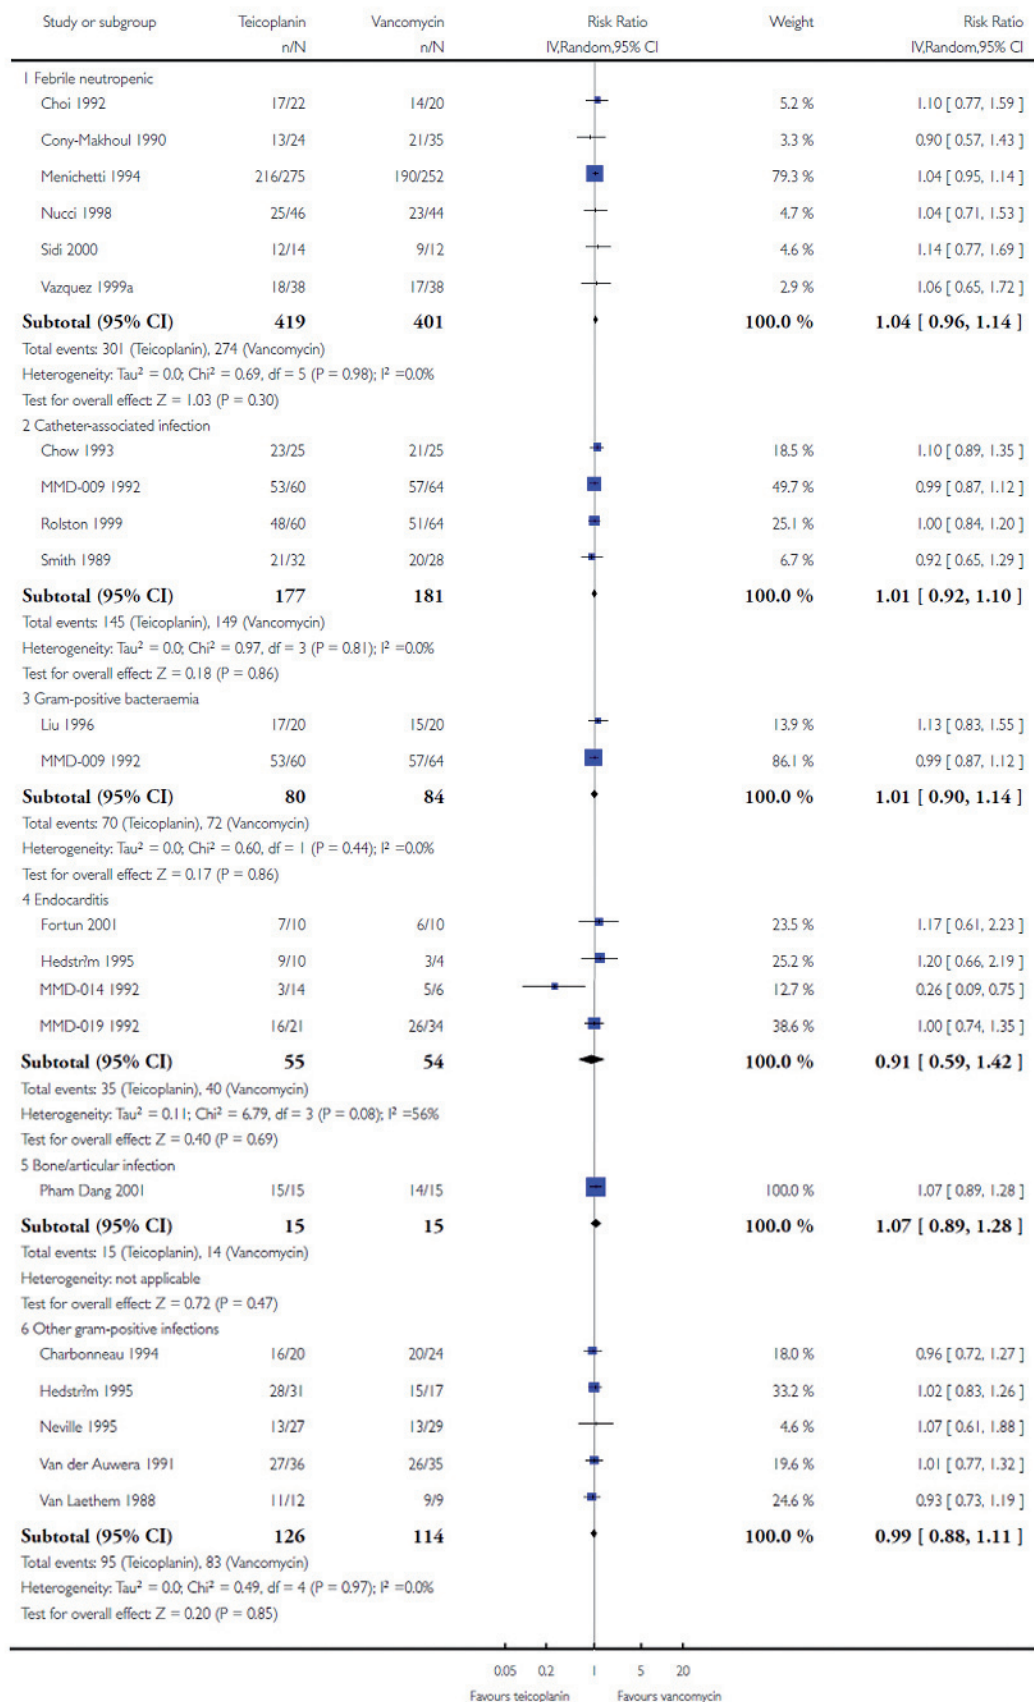 Study or subgroup Teicoplanin Vancomycin Risk Ratio Weight Risk Ratio
n/N n/N IV,Random,95% CI IV,Random,95% CI
1 Febrile neutropenic
Choi 1992 17/22 14/20 5.2 % 1.10 [ 0.77, 1.59 ]
Cony-Makhoul 1990 13/24 21/35 3.3 % 0.90 [ 0.57, 1.43 ]
Menichetti 1994 216/275 190/252 79.3 % 1.04 [ 0.95, 1.14 ]
Nucci 1998 25/46 23/44 4.7 % 1.04 [ 0.71, 1.53 ]
Sidi 2000 12/14 9/12 4.6 % 1.14 [ 0.77, 1.69 ]
Vazquez 1999a 18/38 17/38 2.9 % 1.06 [ 0.65, 1.72 ]
Subtotal (95% CI) 419 401 100.0 % 1.04 [ 0.96, 1.14 ]
Total events: 301 (Teicoplanin), 274 (Vancomycin)
Heterogeneity: Tau² = 0.0; Chi² = 0.69, df = 5 (P = 0.98); I² =0.0%
Test for overall effect: Z = 1.03 (P = 0.30)
2 Catheter-associated infection
Chow 1993 23/25 21/25 18.5 % 1.10 [ 0.89, 1.35 ]
MMD-009 1992 53/60 57/64 49.7 % 0.99 [ 0.87, 1.12 ]
Rolston 1999 48/60 51/64 25.1 % 1.00 [ 0.84, 1.20 ]
Smith 1989 21/32 20/28 6.7 % 0.92 [ 0.65, 1.29 ]
Subtotal (95% CI) 177 181 100.0 % 1.01 [ 0.92, 1.10 ]
Total events: 145 (Teicoplanin), 149 (Vancomycin)
Heterogeneity: Tau² = 0.0; Chi² = 0.97, df = 3 (P = 0.81); I² =0.0%
Test for overall effect: Z = 0.18 (P = 0.86)
3 Gram-positive bacteraemia
Liu 1996 17/20 15/20 13.9 % 1.13 [ 0.83, 1.55 ]
MMD-009 1992 53/60 57/64 86.1 % 0.99 [ 0.87, 1.12 ]
Subtotal (95% CI) 80 84 100.0 % 1.01 [ 0.90, 1.14 ]
Total events: 70 (Teicoplanin), 72 (Vancomycin)
Heterogeneity: Tau² = 0.0; Chi² = 0.60, df = 1 (P = 0.44); I² =0.0%
Test for overall effect: Z = 0.17 (P = 0.86)
4 Endocarditis
Fortun 2001 7/10 6/10 23.5 % 1.17 [ 0.61, 2.23 ]
Hedstr?m 1995 9/10 3/4 25.2 % 1.20 [ 0.66, 2.19 ]
MMD-014 1992 3/14 5/6 12.7 % 0.26 [ 0.09, 0.75 ]
MMD-019 1992 16/21 26/34 38.6 % 1.00 [ 0.74, 1.35 ]
Subtotal (95% CI) 55 54 100.0 % 0.91 [ 0.59, 1.42 ]
Total events: 35 (Teicoplanin), 40 (Vancomycin)
Heterogeneity: Tau² = 0.11; Chi² = 6.79, df = 3 (P = 0.08); I² =56%
Test for overall effect: Z = 0.40 (P = 0.69)
5 Bone/articular infection
Pham Dang 2001 15/15 14/15 100.0 % 1.07 [ 0.89, 1.28 ]
Subtotal (95% CI) 15 15 100.0 % 1.07 [ 0.89, 1.28 ]
Total events: 15 (Teicoplanin), 14 (Vancomycin)
Heterogeneity: not applicable
Test for overall effect: Z = 0.72 (P = 0.47)
6 Other gram-positive infections
Charbonneau 1994 16/20 20/24 18.0 % 0.96 [ 0.72, 1.27 ]
Hedstr?m 1995 28/31 15/17 33.2 % 1.02 [ 0.83, 1.26 ]
Neville 1995 13/27 13/29 4.6 % 1.07 [ 0.61, 1.88 ]
Van der Auwera 1991 27/36 26/35 19.6 % 1.01 [ 0.77, 1.32 ]
Van Laethem 1988 11/12 9/9 24.6 % 0.93 [ 0.73, 1.19 ]
Subtotal (95% CI) 126 114 100.0 % 0.99 [ 0.88, 1.11 ]
Total events: 95 (Teicoplanin), 83 (Vancomycin)
Heterogeneity: Tau² = 0.0; Chi² = 0.49, df = 4 (P = 0.97); I² =0.0%
Test for overall effect: Z = 0.20 (P = 0.85)
0.05 0.2 1 5 20
Favours teicoplanin Favours vancomycin